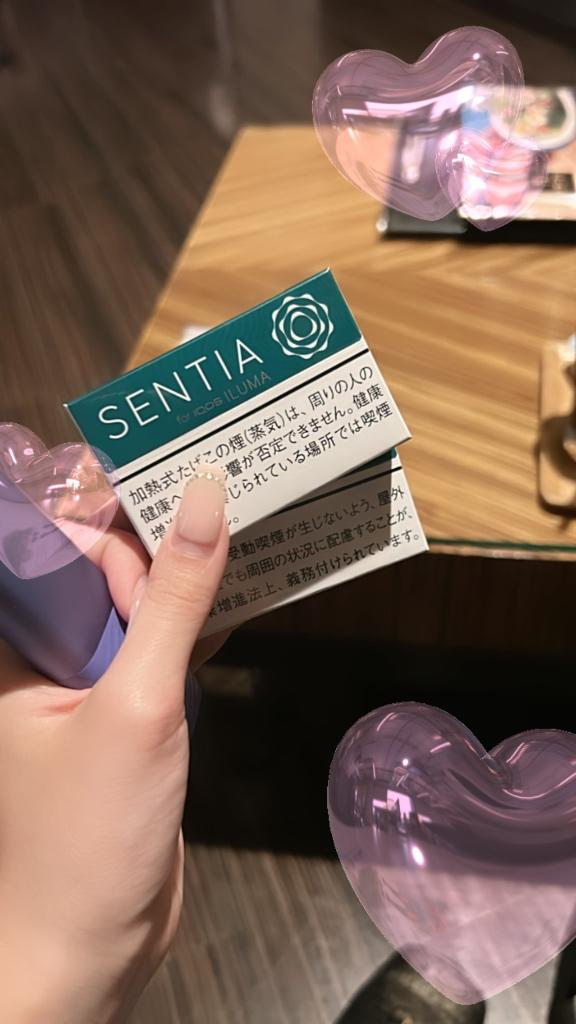 SENTIA
for IQOS ILUMA
加熱式たばこの煙(蒸気)は、周りの人の
健康へ 響が否定できません。健康
増 じられている場所では喫煙
受動喫煙が生じないよう、屋外
でも周囲の状況に配慮することが、
増進法上、義務付けられています。